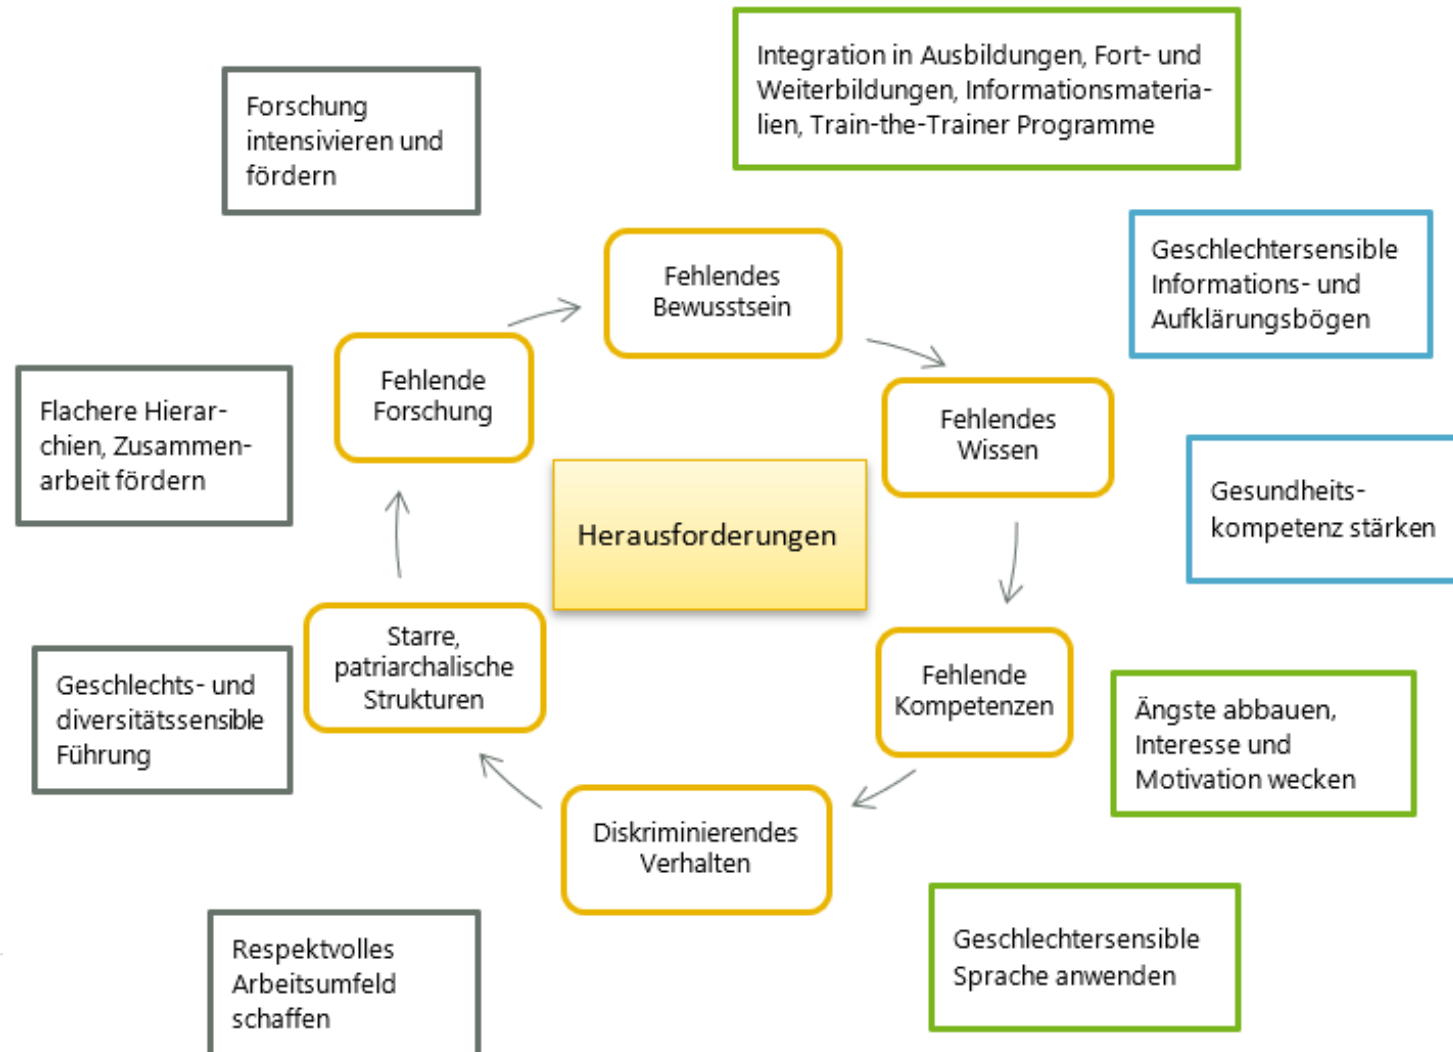 Integration in Ausbildungen, Fort- und
Weiterbildungen, Informationsmateria-
lien, Train-the-Trainer Programme
Forschung
intensivieren und
fördern
Geschlechtersensible
Informations- und
Aufklärungsbögen
Fehlendes
Bewusstsein
Fehlende
Forschung
Flachere Hierar-
chien, Zusammen-
arbeit fördern
Fehlendes
Wissen
Herausforderungen
Gesundheits-
kompetenz stärken
Starre,
patriarchalische
Strukturen
Geschlechts- und
diversitätssensible
Führung
Fehlende
Kompetenzen
Ängste abbauen,
Interesse und
Motivation wecken
Diskriminierendes
Verhalten
Respektvolles
Arbeitsumfeld
schaffen
Geschlechtersensible
Sprache anwenden